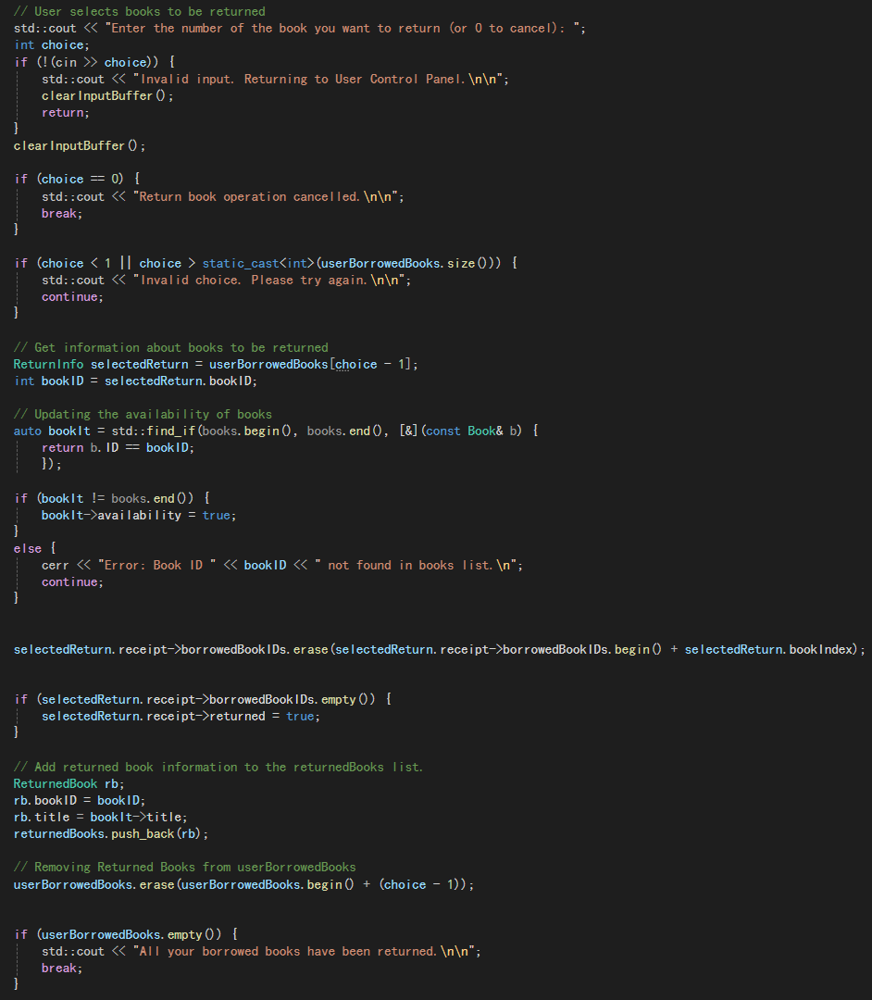 // User selects books to be returned
std::cout << "Enter the number of the book you want to return (or 0 to cancel): ";
int choice;
if (!(cin >> choice)) {
    std::cout << "Invalid input. Returning to User Control Panel.\n\n";
    clearInputBuffer();
    return;
}
clearInputBuffer();

if (choice == 0) {
    std::cout << "Return book operation cancelled.\n\n";
    break;
}

if (choice < 1 || choice > static_cast<int>(userBorrowedBooks.size())) {
    std::cout << "Invalid choice. Please try again.\n\n";
    continue;
}

// Get information about books to be returned
ReturnInfo selectedReturn = userBorrowedBooks[choice - 1];
int bookID = selectedReturn.bookID;

// Updating the availability of books
auto bookIt = std::find_if(books.begin(), books.end(), [&](const Book& b) {
    return b.ID == bookID;
    });

if (bookIt != books.end()) {
    bookIt->availability = true;
}
else {
    cerr << "Error: Book ID " << bookID << " not found in books list.\n";
    continue;
}

selectedReturn.receipt->borrowedBookIDs.erase(selectedReturn.receipt->borrowedBookIDs.begin() + selectedReturn.bookIndex);

if (selectedReturn.receipt->borrowedBookIDs.empty()) {
    selectedReturn.receipt->returned = true;
}

// Add returned book information to the returnedBooks list.
ReturnedBook rb;
rb.bookID = bookID;
rb.title = bookIt->title;
returnedBooks.push_back(rb);

// Removing Returned Books from userBorrowedBooks
userBorrowedBooks.erase(userBorrowedBooks.begin() + (choice - 1));

if (userBorrowedBooks.empty()) {
    std::cout << "All your borrowed books have been returned.\n\n";
    break;
}